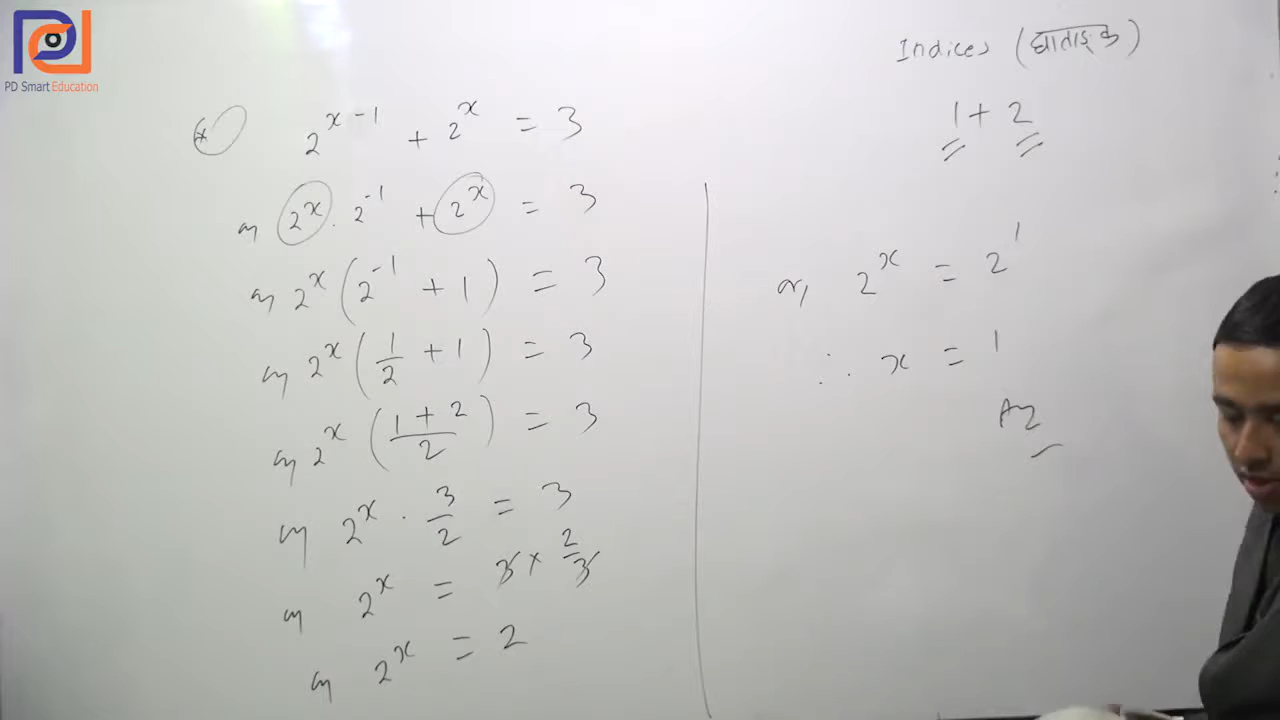 PD Smart Education
Indices (घाताङ्क)
1 + 2
* 2^{x-1} + 2^x = 3
or, 2^x . 2^{-1} + 2^x = 3
or, 2^x (2^{-1} + 1) = 3
or, 2^x (1/2 + 1) = 3
or, 2^x ((1 + 2)/2) = 3
or, 2^x . 3/2 = 3
or, 2^x = 3 × 2/3
or, 2^x = 2
or, 2^x = 2^1
∴ x = 1